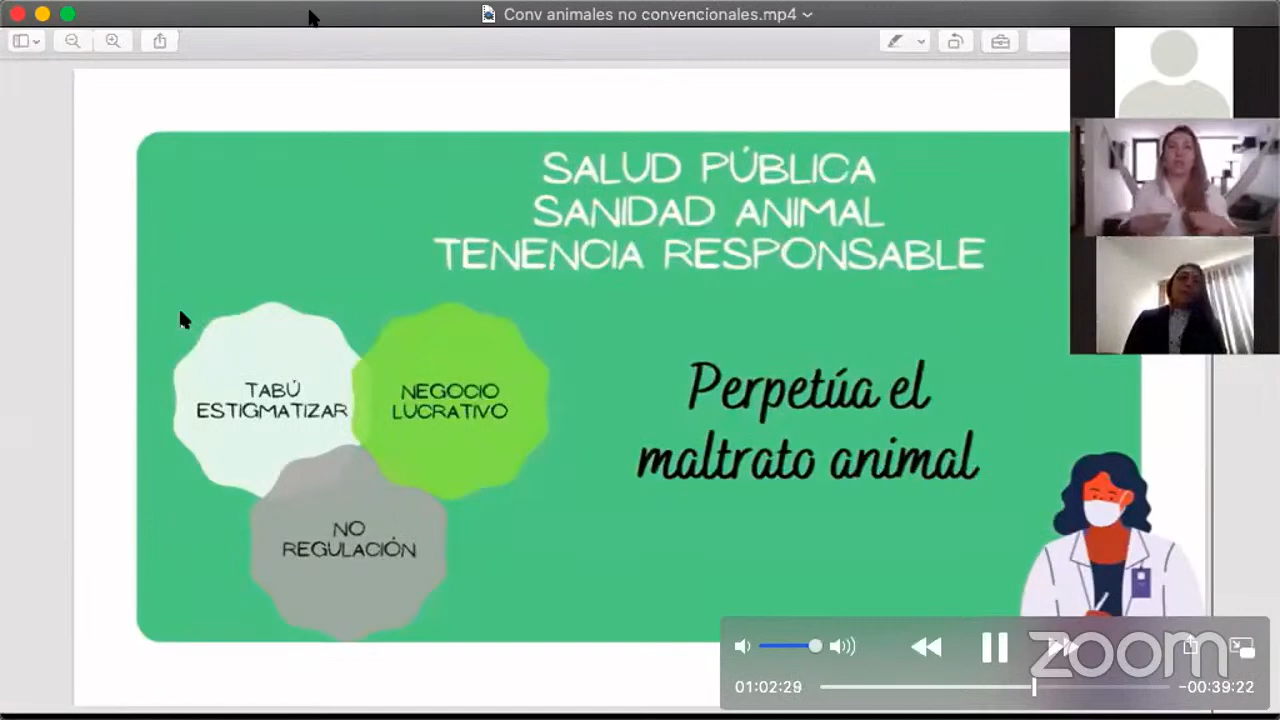 Conv animales no convencionales.mp4
SALUD PÚBLICA
SANIDAD ANIMAL
TENENCIA RESPONSABLE
TABÚ
ESTIGMATIZAR
NEGOCIO
LUCRATIVO
NO
REGULACIÓN
Perpetúa el
maltrato animal
zoom
01:02:29
-00:39:22